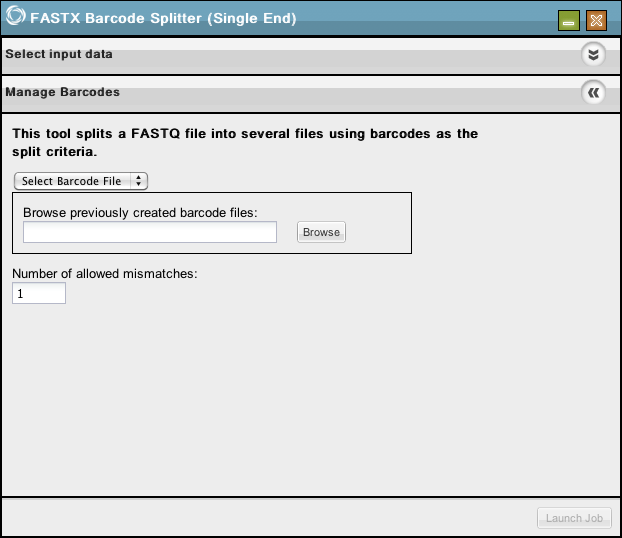 FASTX Barcode Splitter (Single End)
Select input data
Manage Barcodes
This tool splits a FASTQ file into several files using barcodes as the
split criteria.
Select Barcode File
Browse previously created barcode files:
Browse
Number of allowed mismatches:
1
Launch Job